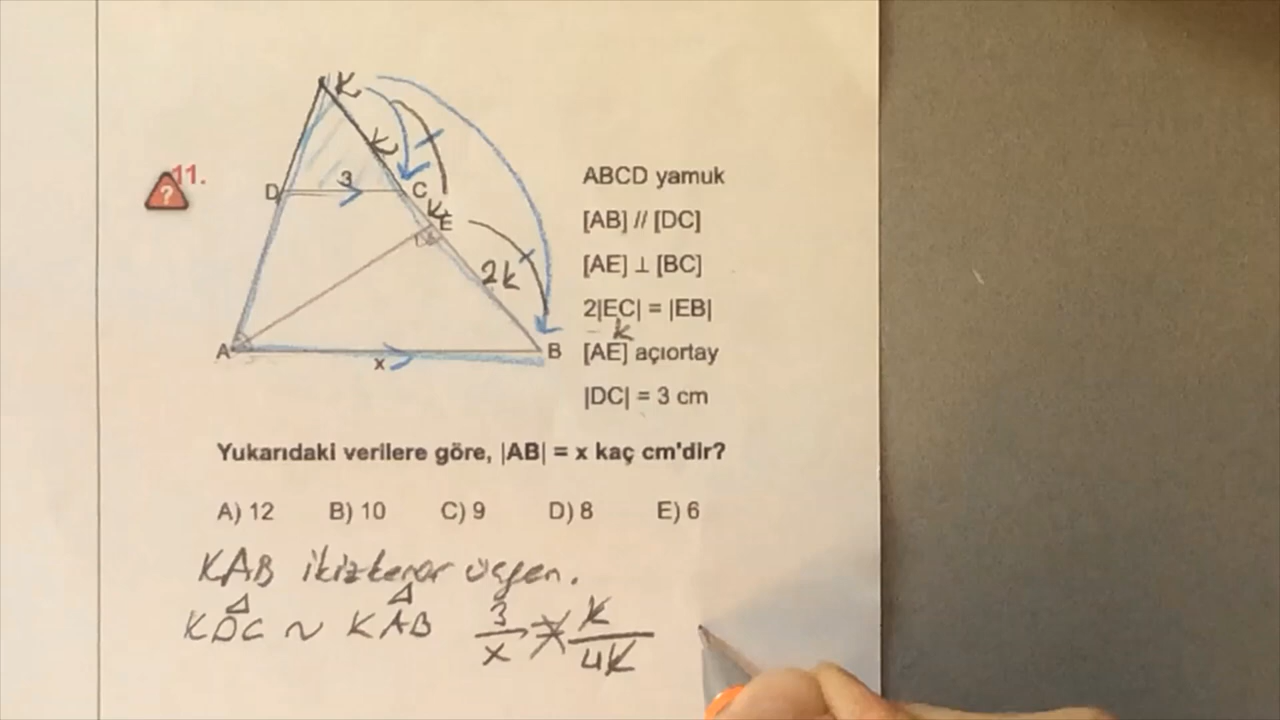 K
K
11.
D
3
C
K
E
2k
A
x
B
ABCD yamuk
[AB] // [DC]
[AE] ⊥ [BC]
2|EC| = |EB|
k
[AE] açıortay
|DC| = 3 cm
Yukarıdaki verilere göre, |AB| = x kaç cm'dir?
A) 12 B) 10 C) 9 D) 8 E) 6
KAB ikizkenar üçgen.
KDC ~ KAB 3/x = K/4K